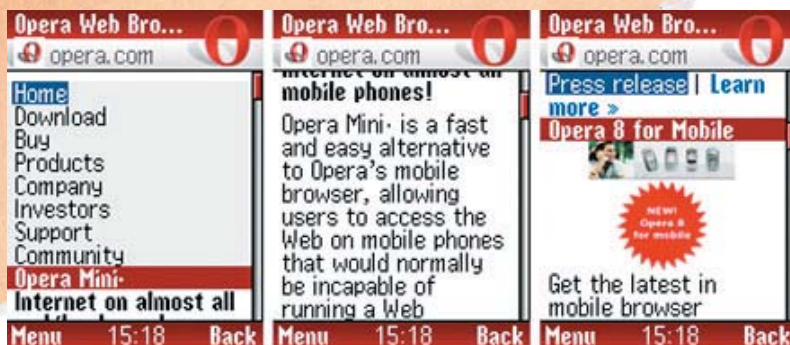 Opera Web Bro...
opera.com
Home
Download
Buy
Products
Company
Investors
Support
Community
Opera Mini·
Internet on almost all
Menu 15:18 Back
Opera Web Bro...
opera.com
Internet on almost all
mobile phones!
Opera Mini· is a fast
and easy alternative
to Opera's mobile
browser, allowing
users to access the
Web on mobile phones
that would normally
be incapable of
running a Web
Menu 15:18 Back
Opera Web Bro...
opera.com
Press release | Learn
more »
Opera 8 for Mobile
NEW!
Opera 8
for mobile
Get the latest in
mobile browser
Menu 15:18 Back